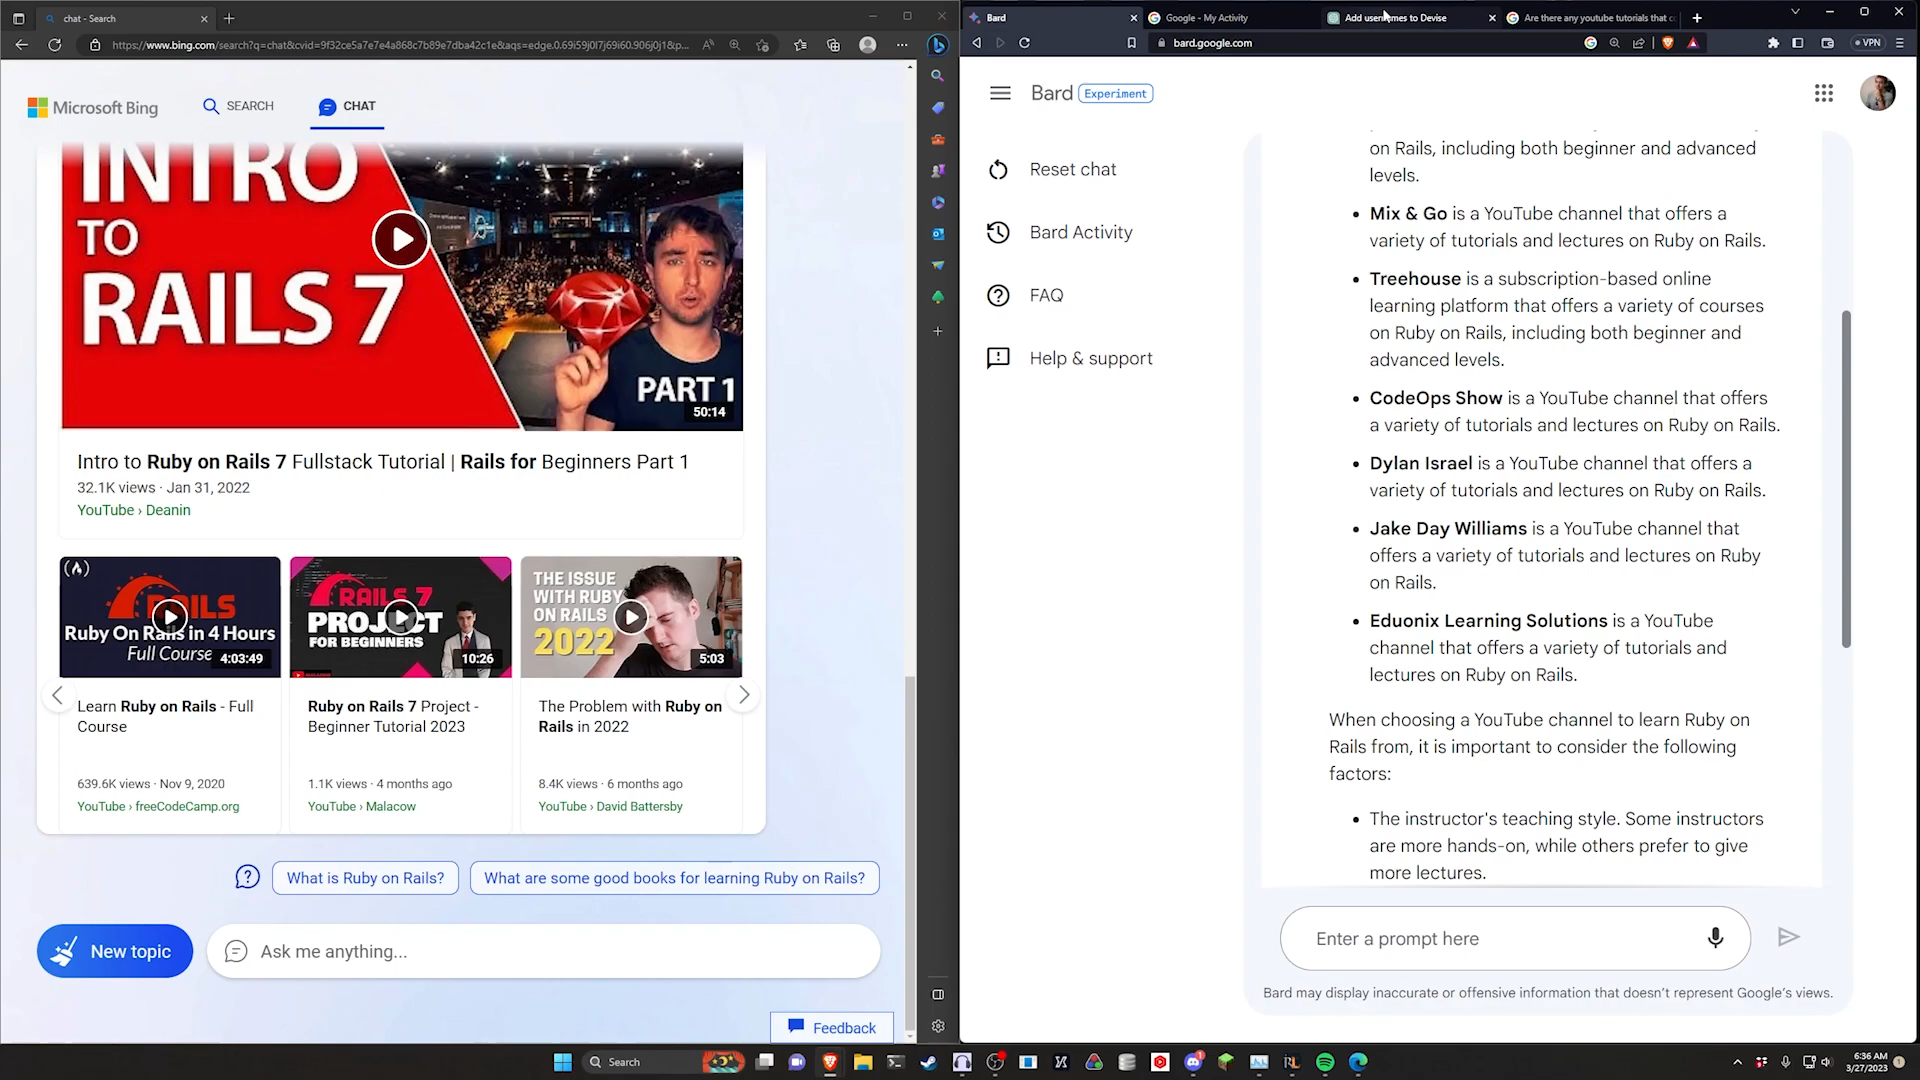 chat - Search
https://www.bing.com/search?q=chat&cvid=9f32ce5a7e7e4a868c7b89e7dba42c1e&aqs=edge.0.69i59j0l7j69i60.906j0j1&p...
Microsoft Bing
SEARCH
CHAT
INTRO
TO
RAILS 7
PART 1
50:14
Intro to Ruby on Rails 7 Fullstack Tutorial | Rails for Beginners Part 1
32.1K views · Jan 31, 2022
YouTube › Deanin
RAILS
Ruby On Rails in 4 Hours
Full Course
4:03:49
RAILS 7
PROJECT
FOR BEGINNERS
10:26
THE ISSUE
WITH RUBY
ON RAILS
2022
5:03
Learn Ruby on Rails - Full
Course
639.6K views · Nov 9, 2020
YouTube › freeCodeCamp.org
Ruby on Rails 7 Project -
Beginner Tutorial 2023
1.1K views · 4 months ago
YouTube › Malacow
The Problem with Ruby on
Rails in 2022
8.4K views · 6 months ago
YouTube › David Battersby
What is Ruby on Rails?
What are some good books for learning Ruby on Rails?
New topic
Ask me anything...
Feedback
Bard
Google - My Activity
Add usernames to Devise
Are there any youtube tutorials that c
bard.google.com
VPN
Bard Experiment
Reset chat
Bard Activity
FAQ
Help & support
on Rails, including both beginner and advanced
levels.
• Mix & Go is a YouTube channel that offers a
variety of tutorials and lectures on Ruby on Rails.
• Treehouse is a subscription-based online
learning platform that offers a variety of courses
on Ruby on Rails, including both beginner and
advanced levels.
• CodeOps Show is a YouTube channel that offers
a variety of tutorials and lectures on Ruby on Rails.
• Dylan Israel is a YouTube channel that offers a
variety of tutorials and lectures on Ruby on Rails.
• Jake Day Williams is a YouTube channel that
offers a variety of tutorials and lectures on Ruby
on Rails.
• Eduonix Learning Solutions is a YouTube
channel that offers a variety of tutorials and
lectures on Ruby on Rails.
When choosing a YouTube channel to learn Ruby on
Rails from, it is important to consider the following
factors:
• The instructor's teaching style. Some instructors
are more hands-on, while others prefer to give
more lectures.
Enter a prompt here
Bard may display inaccurate or offensive information that doesn't represent Google's views.
Search
6:36 AM
3/27/2023